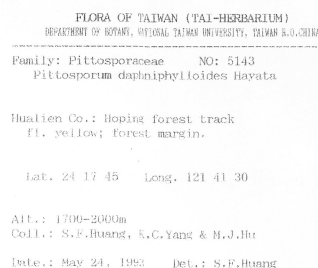 FLORA OF TAIWAN (TAI-HERBARIUM)
DEPARTMENT OF BOTANY, NATIONAL TAIWAN UNIVERSITY, TAIWAN R.O.CHINA
Family: Pittosporaceae NO: 5143
Pittosporum daphniphylloides Hayata
Hualien Co.: Hoping forest track
fl. yellow; forest margin.
Lat. 24 17 45 Long. 121 41 30
Alt.: 1700-2000m
Coll.: S.F.Huang, K.C.Yang & M.J.Hu
Date.: May 24, 1993 Det.: S.F.Huang